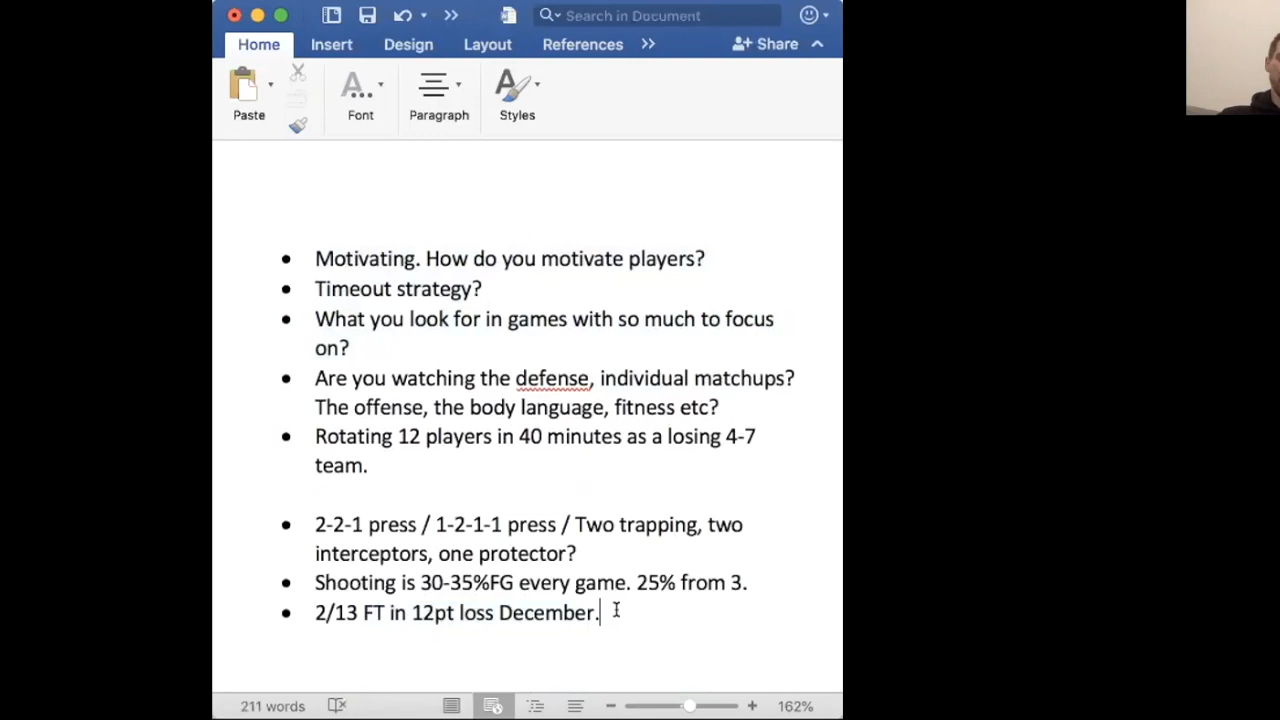 Search in Document
Home Insert Design Layout References >> Share
Paste Font Paragraph Styles
• Motivating. How do you motivate players?
• Timeout strategy?
• What you look for in games with so much to focus
on?
• Are you watching the defense, individual matchups?
The offense, the body language, fitness etc?
• Rotating 12 players in 40 minutes as a losing 4-7
team.
• 2-2-1 press / 1-2-1-1 press / Two trapping, two
interceptors, one protector?
• Shooting is 30-35%FG every game. 25% from 3.
• 2/13 FT in 12pt loss December.
211 words 162%